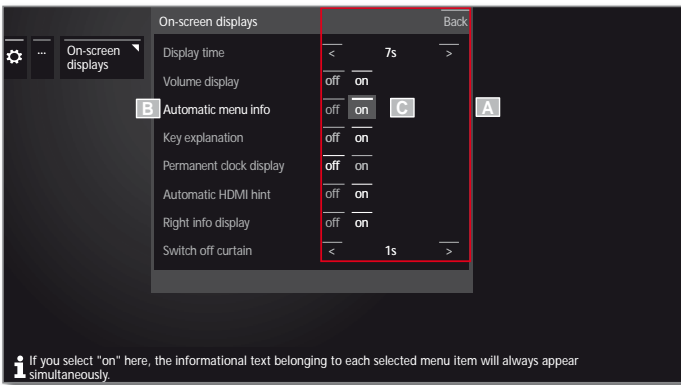 On-screen displays Back
... On-screen
displays
Display time < 7s >
Volume display off on
B Automatic menu info off on C A
Key explanation off on
Permanent clock display off on
Automatic HDMI hint off on
Right info display off on
Switch off curtain < 1s >
If you select "on" here, the informational text belonging to each selected menu item will always appear
simultaneously.